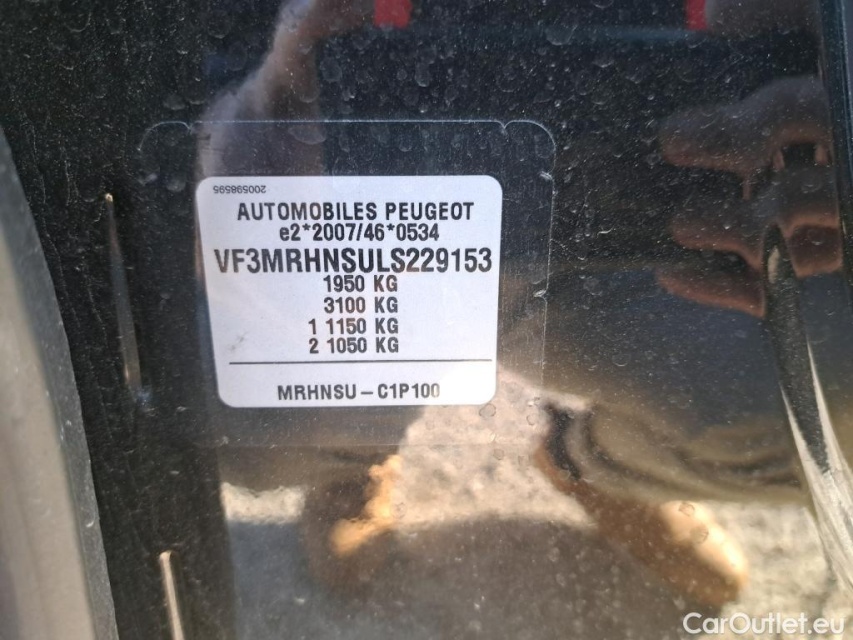 200598595
AUTOMOBILES PEUGEOT
e2*2007/46*0534
VF3MRHNSULS229153
1950 KG
3100 KG
1 1150 KG
2 1050 KG
MRHNSU – C1P100
CarOutlet.eu